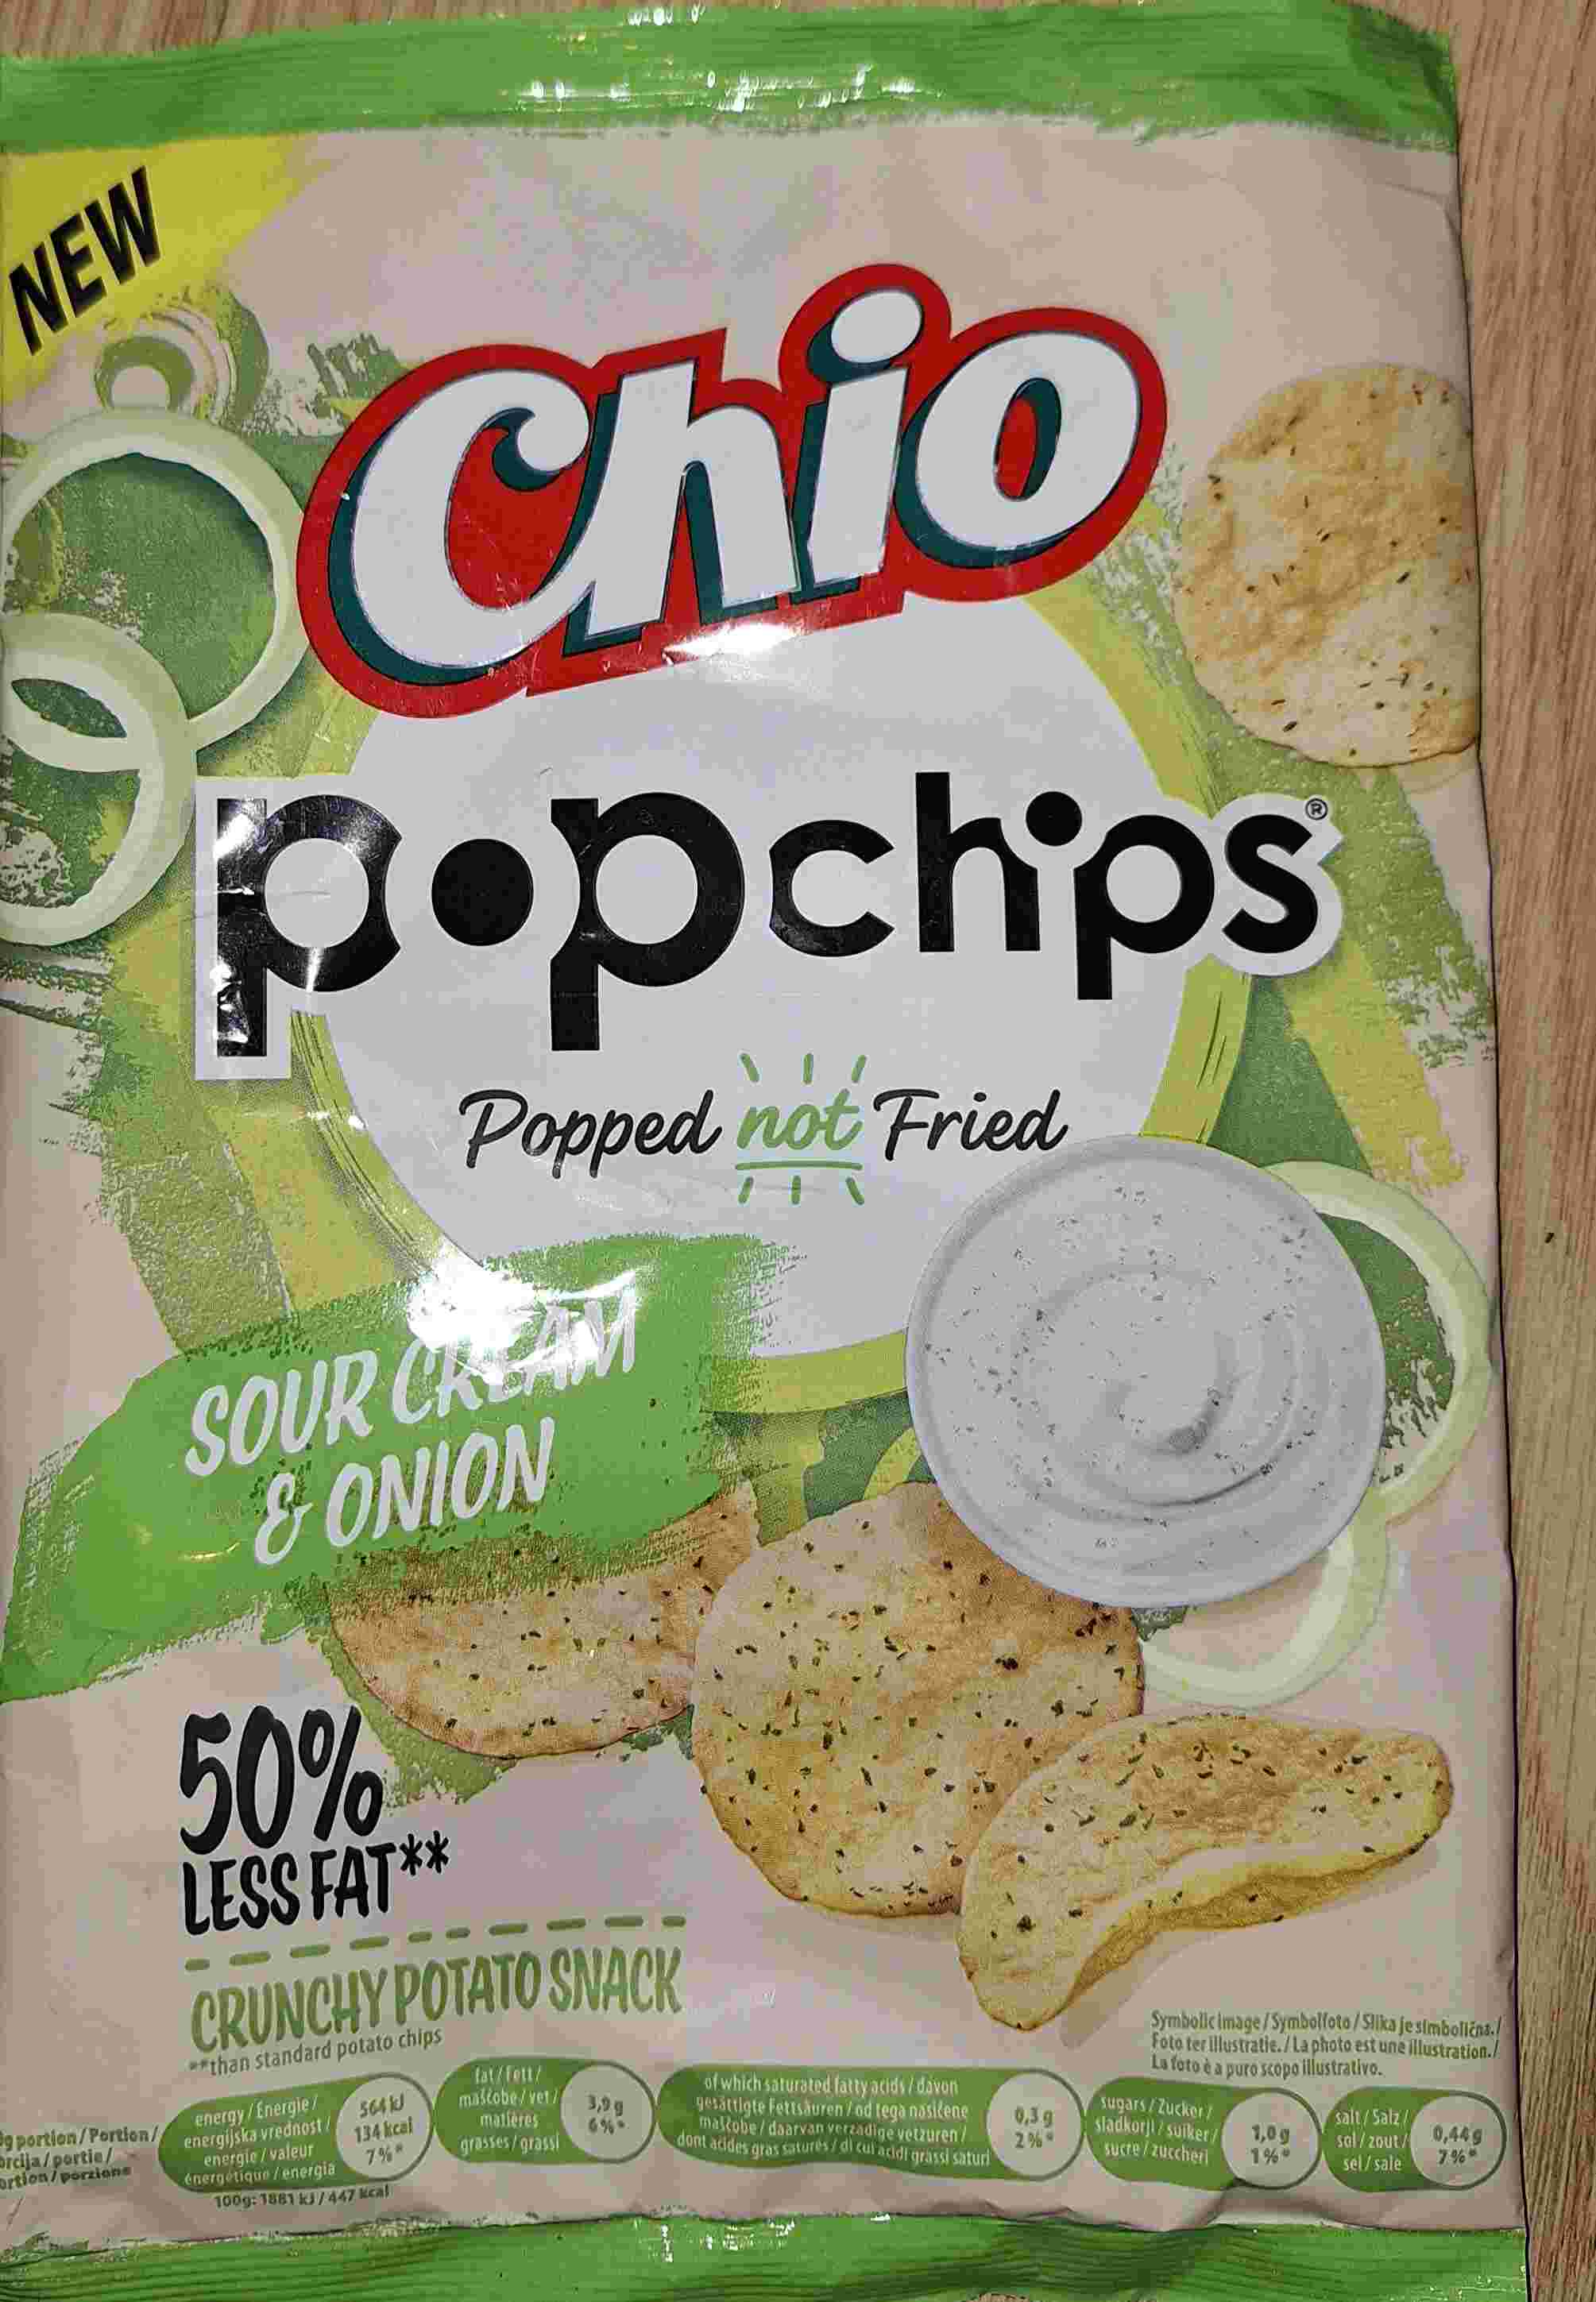 NEW
Chio
popchips®
Popped not Fried
SOUR CREAM
& ONION
50%
LESS FAT**
CRUNCHY POTATO SNACK
**than standard potato chips
Symbolic image / Symbolfoto / Slika je simbolična. /
Foto ter illustratie. / La photo est une illustration. /
La foto è a puro scopo illustrativo.
g portion / Portion /
orcija / portie /
ortion / porzione
energy / Energie /
energijska vrednost /
energie / valeur
énergétique / energia
564 kJ
134 kcal
7%*
100g: 1881 kJ / 447 kcal
fat / Fett /
maščobe / vet /
matières
grasses / grassi
3,9 g
6%*
of which saturated fatty acids / davon
gesättigte Fettsäuren / od tega nasičene
maščobe / daarvan verzadige vetzuren /
dont acides gras saturés / di cui acidi grassi saturi
0,3 g
2%*
sugars / Zucker /
sladkorji / suiker /
sucre / zuccheri
1,0 g
1%*
salt / Salz /
sol / zout /
sel / sale
0,44 g
7%*